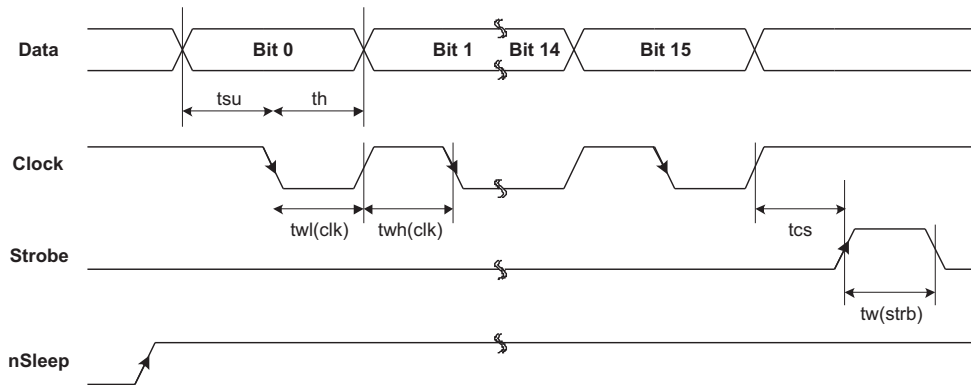 Data
Bit 0
Bit 1
Bit 14
Bit 15
tsu
th
Clock
twl(clk)
twh(clk)
tcs
Strobe
tw(strb)
nSleep